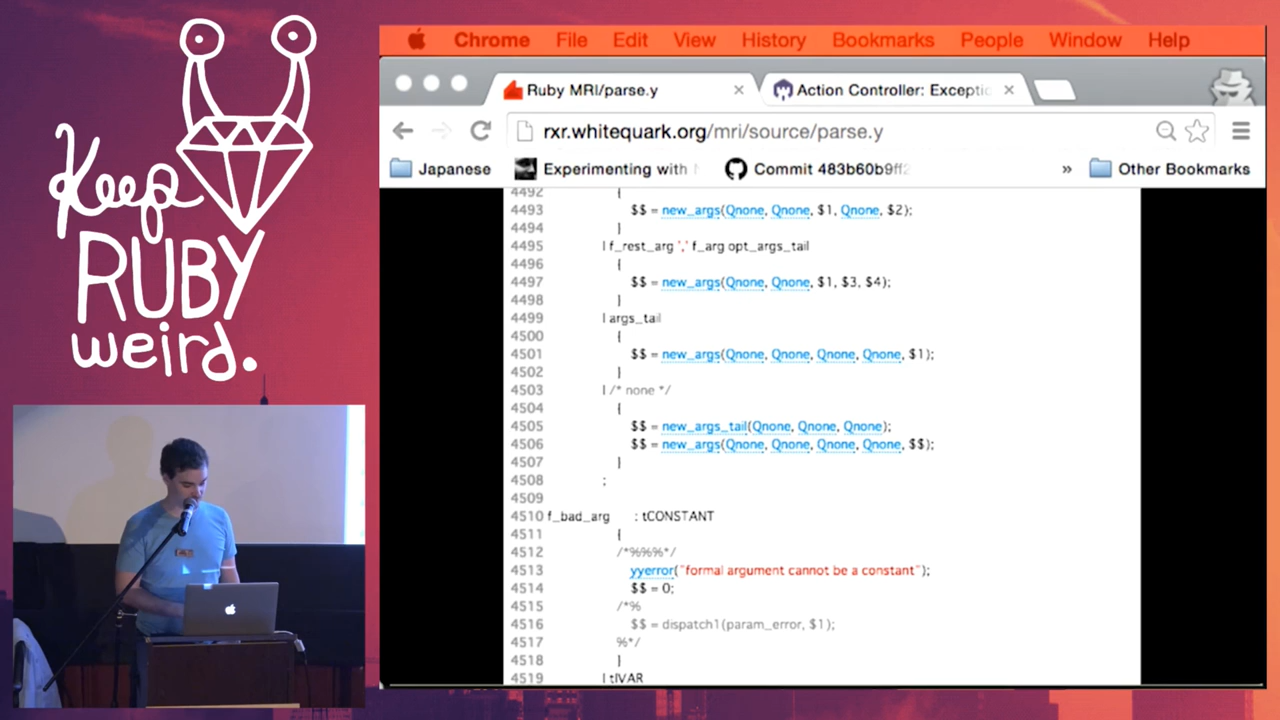 Keep
RUBY
weird.
Chrome File Edit View History Bookmarks People Window Help
Ruby MRI/parse.y
Action Controller: Excepti
rxr.whitequark.org/mri/source/parse.y
Japanese
Experimenting with
Commit 483b60b9ff2
» Other Bookmarks
4492 {
4493 $$ = new_args(Qnone, Qnone, $1, Qnone, $2);
4494 }
4495 | f_rest_arg ',' f_arg opt_args_tail
4496 {
4497 $$ = new_args(Qnone, Qnone, $1, $3, $4);
4498 }
4499 | args_tail
4500 {
4501 $$ = new_args(Qnone, Qnone, Qnone, Qnone, $1);
4502 }
4503 | /* none */
4504 {
4505 $$ = new_args_tail(Qnone, Qnone, Qnone);
4506 $$ = new_args(Qnone, Qnone, Qnone, Qnone, $$);
4507 }
4508 ;
4509
4510 f_bad_arg : tCONSTANT
4511 {
4512 /*%%%*/
4513 yyerror("formal argument cannot be a constant");
4514 $$ = 0;
4515 /*%
4516 $$ = dispatch1(param_error, $1);
4517 %*/
4518 }
4519 | tIVAR